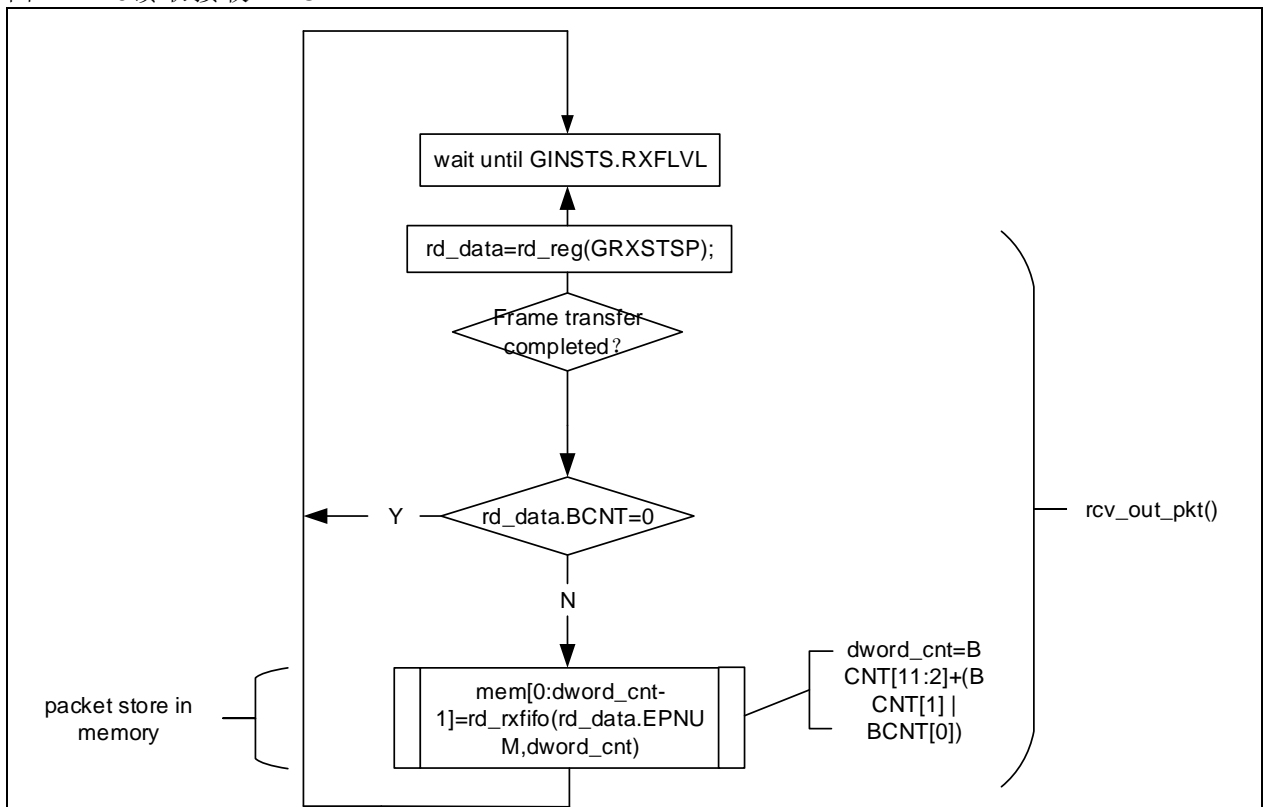 wait until GINSTS.RXFLVL
rd_data=rd_reg(GRXSTSP);
Frame transfer
completed？
rd_data.BCNT=0
Y
N
rcv_out_pkt()
dword_cnt=B
CNT[11:2]+(B
CNT[1] |
BCNT[0])
mem[0:dword_cnt-
1]=rd_rxfifo(rd_data.EPNU
M,dword_cnt)
packet store in
memory